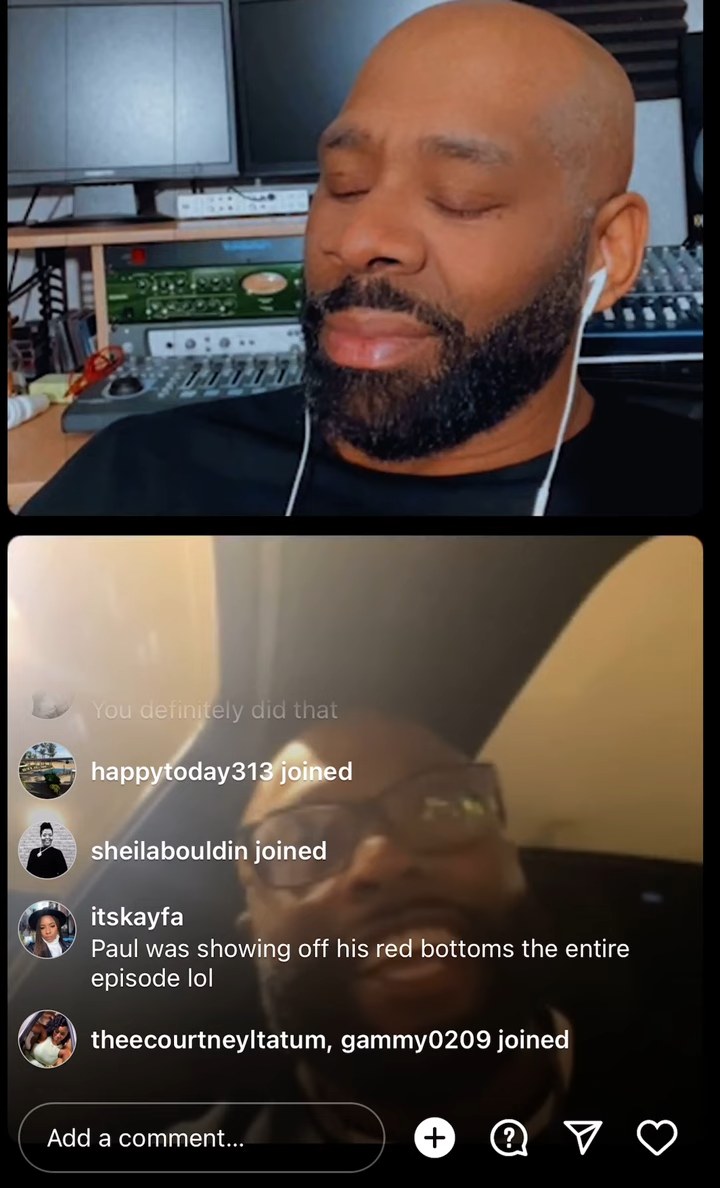 You definitely did that
happytoday313 joined
sheilabouldin joined
itskayfa
Paul was showing off his red bottoms the entire
episode lol
theecourtneyltatum, gammy0209 joined
Add a comment...